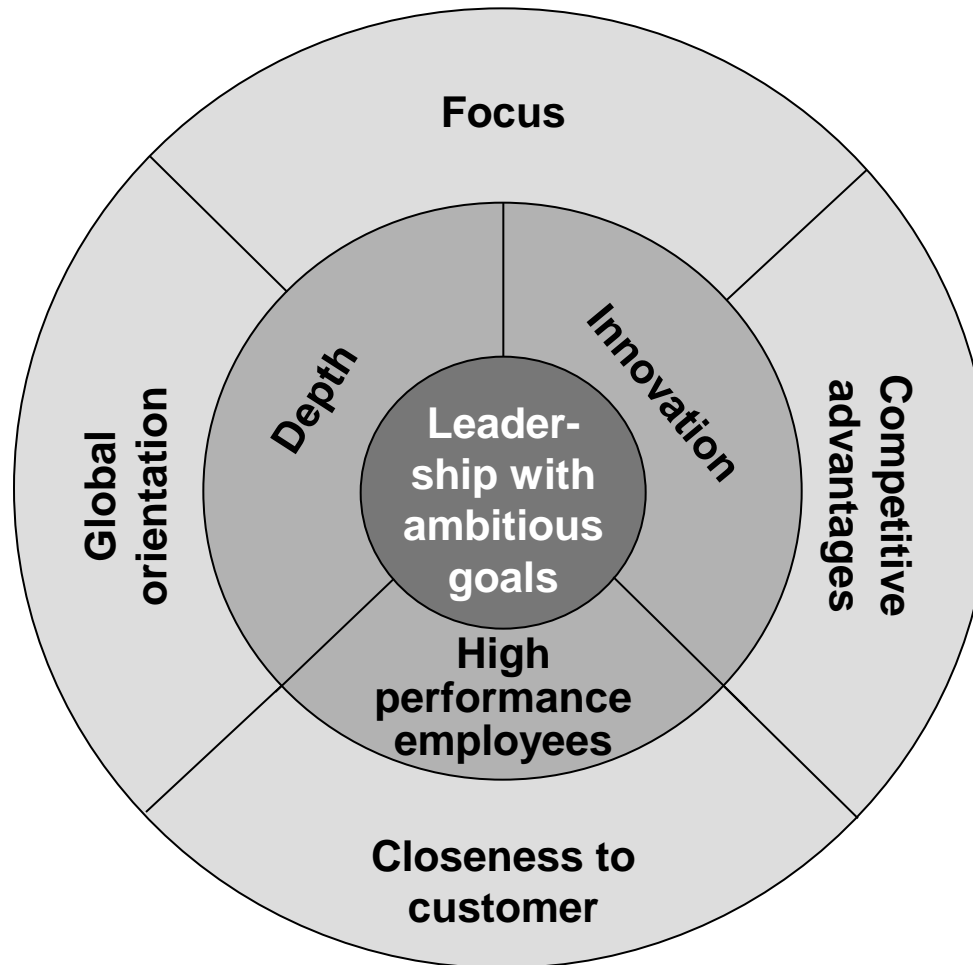 Focus
Innovation
Depth
Competitive
advantages
Global
orientation
Leader-
ship with
ambitious
goals
High
performance
employees
Closeness to
customer